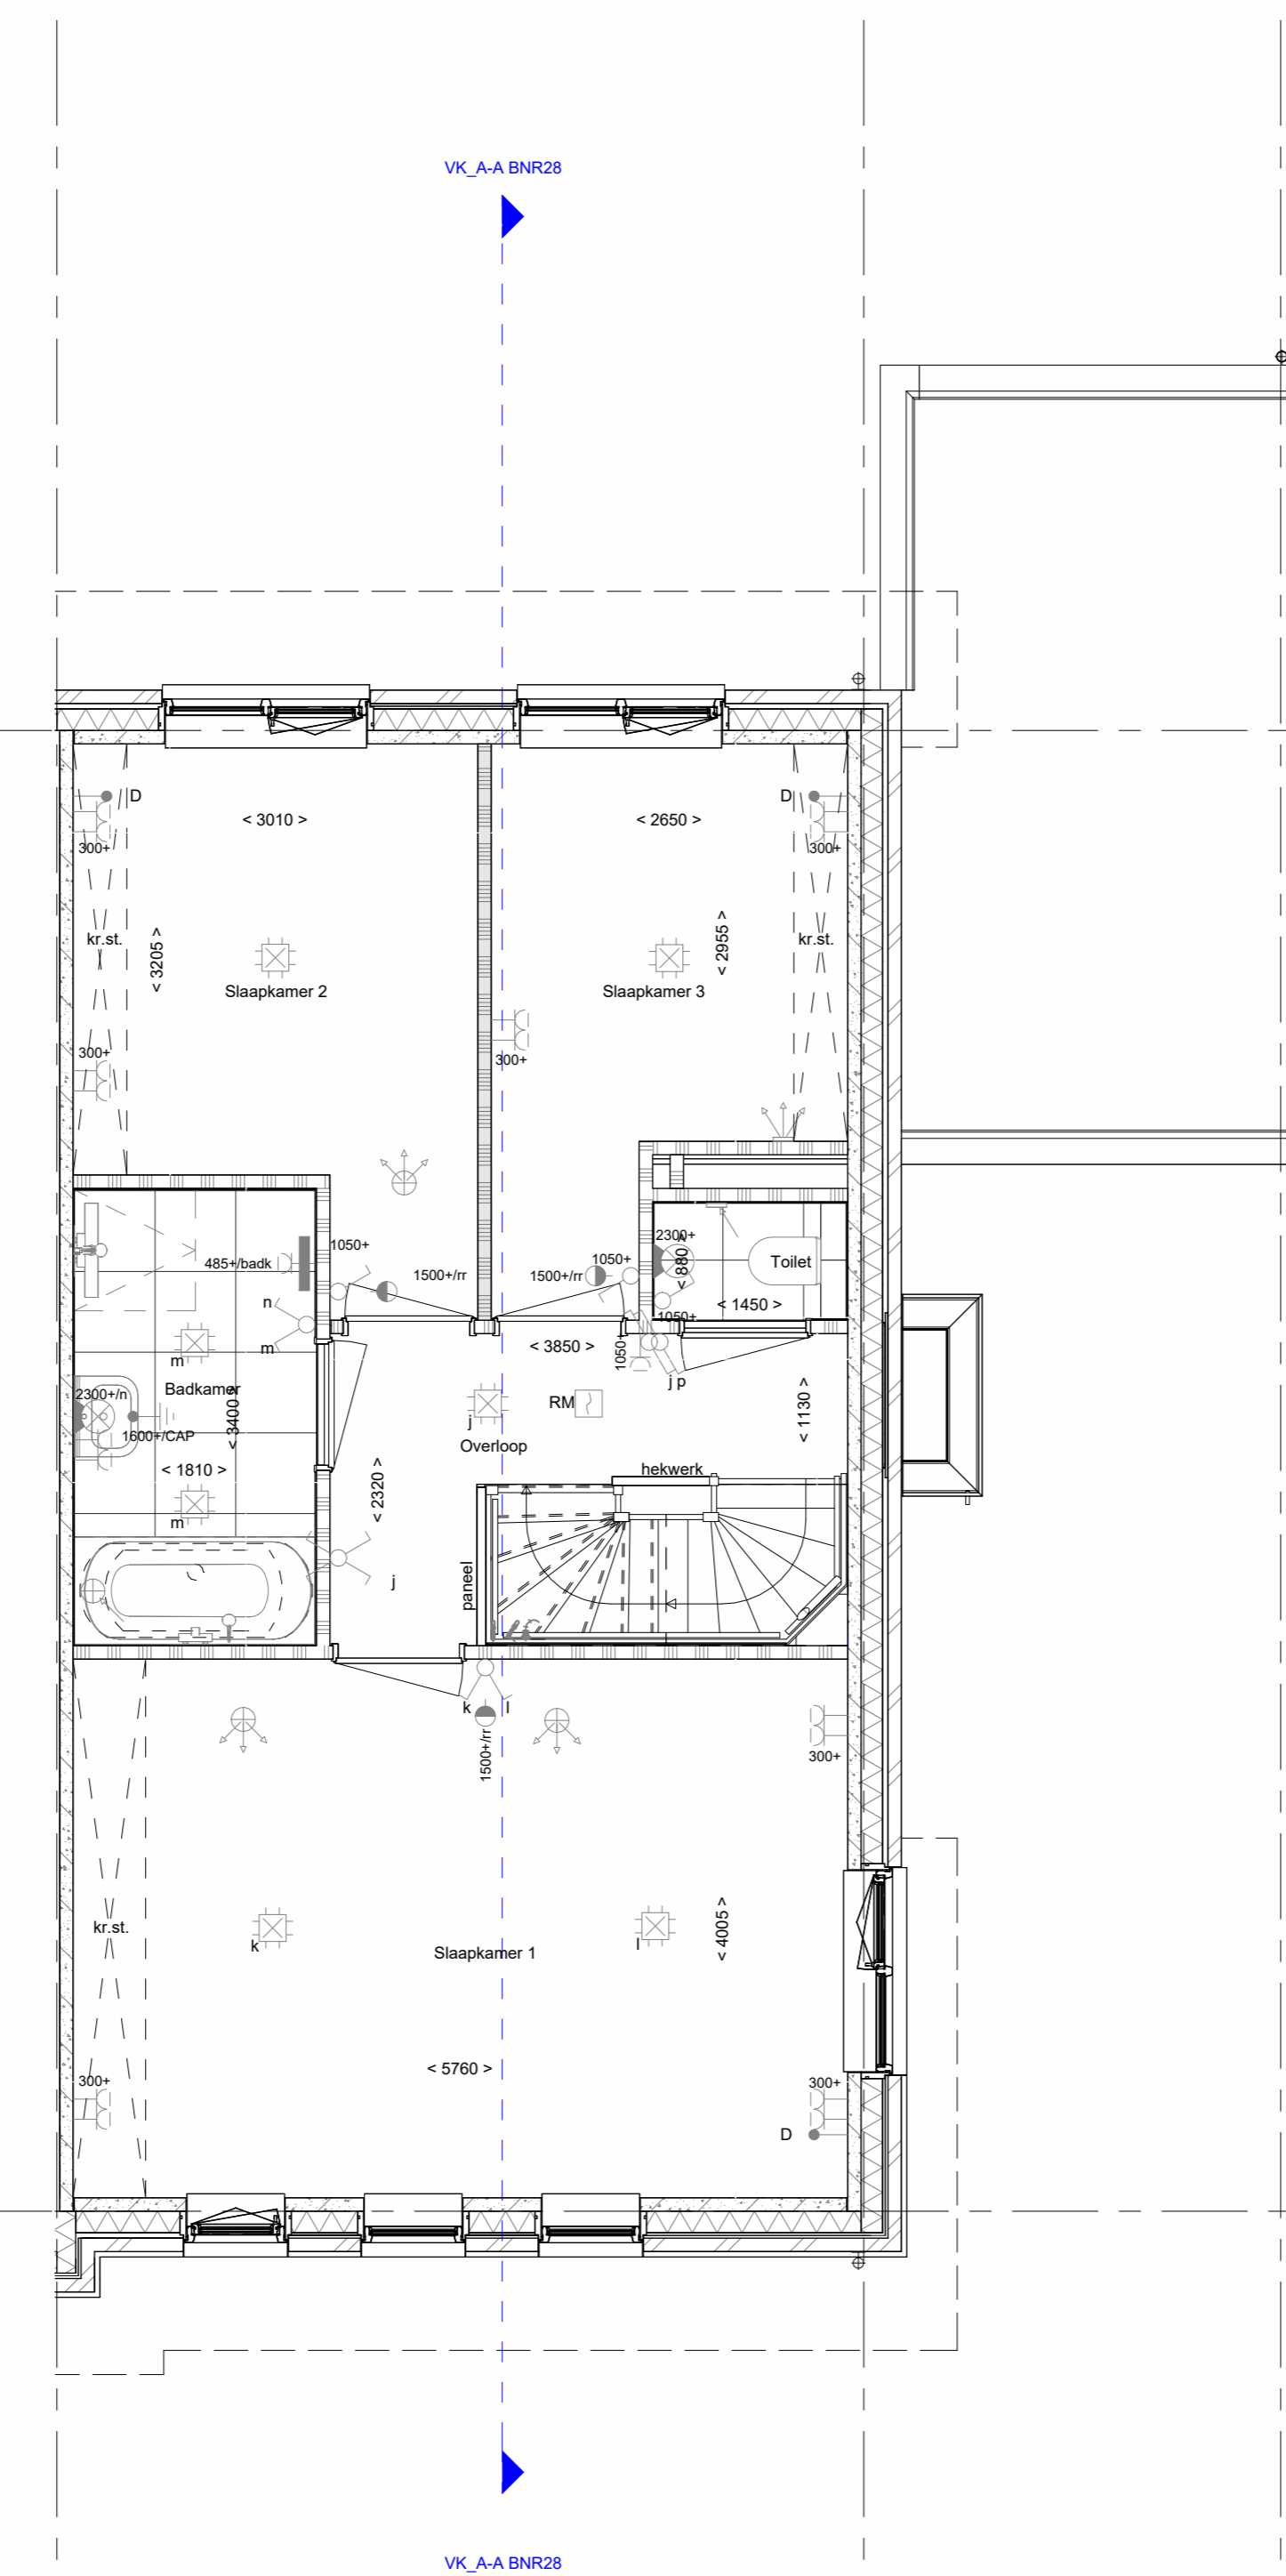 VK_A-A BNR28
D
D
< 3010 >
< 2650 >
300+
300+
kr.st.
< 3205 >
< 2955 >
kr.st.
Slaapkamer 2
Slaapkamer 3
300+
300+
1050+
2300+
485+/badk
1500+/rr
1500+/rr
1050+
< 880 >
Toilet
n
< 1450 >
1050+
m
m
< 3850 >
1050+
j p
Badkamer
2300+/n
< 3400 >
RM
< 1130 >
1600+/CAP
j
Overloop
< 1810 >
< 2320 >
hekwerk
m
j
paneel
k
l
1500+/rr
300+
kr.st.
k
l
< 4005 >
Slaapkamer 1
< 5760 >
300+
300+
D
VK_A-A BNR28